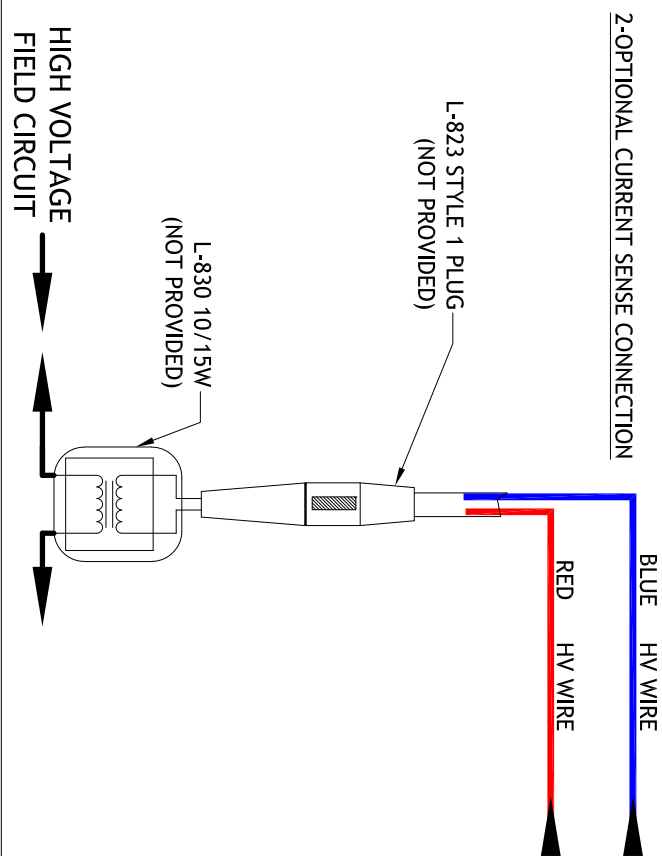 2-OPTIONAL CURRENT SENSE CONNECTION
BLUE HV WIRE
RED HV WIRE
L-823 STYLE 1 PLUG
(NOT PROVIDED)
L-830 10/15W
(NOT PROVIDED)
HIGH VOLTAGE
FIELD CIRCUIT